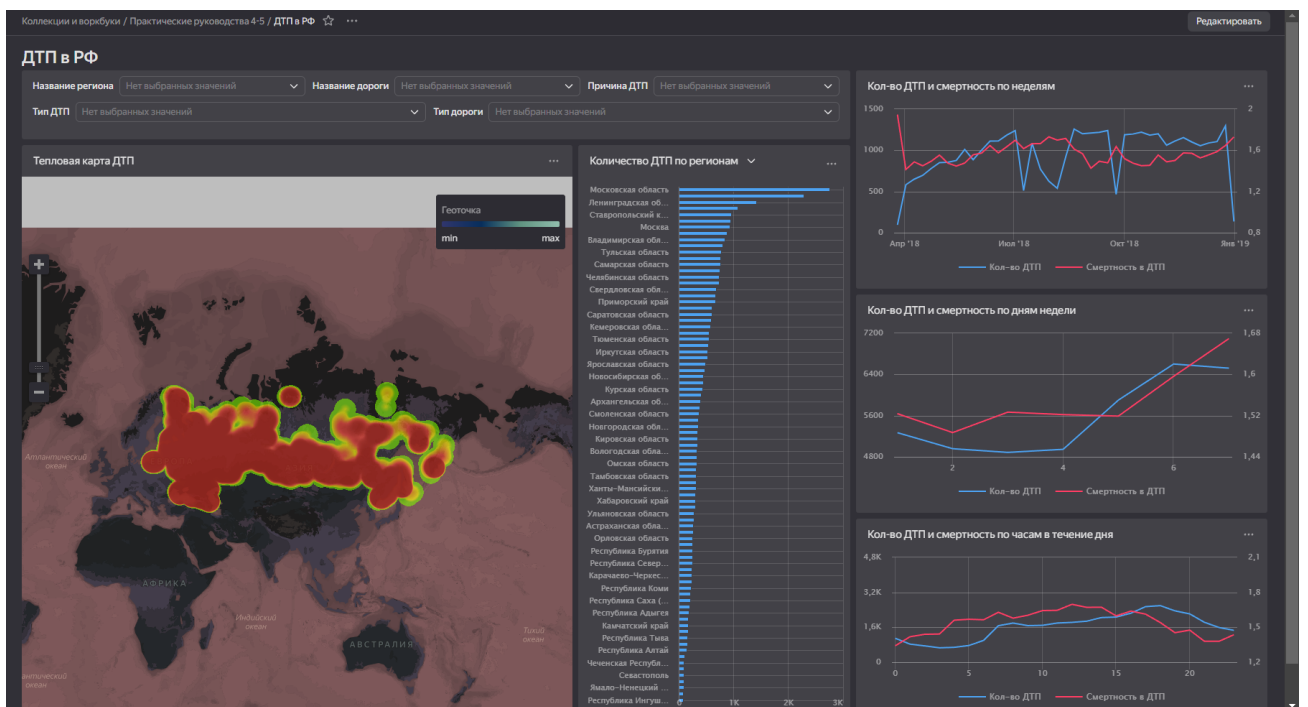 Коллекции и воркбуки / Практические руководства 4-5 / ДТП в РФ
Редактировать
ДТП в РФ
Название региона Нет выбранных значений
Название дороги Нет выбранных значений
Причина ДТП Нет выбранных значений
Тип ДТП Нет выбранных значений
Тип дороги Нет выбранных значений
Тепловая карта ДТП
Геоточка
min max
Атлантический
океан
АФРИКА
Индийский
океан
АВСТРАЛИЯ
Тихий
океан
океан
Количество ДТП по регионам
Московская область
Ленинградская об...
Ставропольский к...
Москва
Владимирская обл...
Тульская область
Самарская область
Челябинская область
Свердловская обл...
Приморский край
Саратовская область
Кемеровская обла...
Тюменская область
Иркутская область
Ярославская область
Новосибирская об...
Курская область
Архангельская об...
Смоленская область
Новгородская обл...
Кировская область
Вологодская обла...
Омская область
Тамбовская область
Ханты-Мансийски...
Хабаровский край
Ульяновская область
Астраханская обла...
Орловская область
Республика Бурятия
Республика Север...
Карачаево-Черкес...
Республика Коми
Республика Саха (...
Республика Адыгея
Камчатский край
Республика Тыва
Республика Алтай
Чеченская Республ...
Севастополь
Ямало-Ненецкий ...
Республика Ингуш...
0 1K 2K 3K
Кол-во ДТП и смертность по неделям
1500 2
1000 1,6
500 1,2
0 0,8
Апр '18 Июл '18 Окт '18 Янв '19
Кол-во ДТП Смертность в ДТП
Кол-во ДТП и смертность по дням недели
7200 1,68
6400 1,6
5600 1,52
4800 1,44
2 4 6
Кол-во ДТП Смертность в ДТП
Кол-во ДТП и смертность по часам в течение дня
4,8K 2,1
3,2K 1,8
1,6K 1,5
0 1,2
0 5 10 15 20
Кол-во ДТП Смертность в ДТП